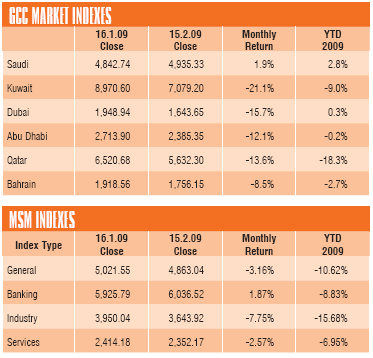 GCC MARKET INDEXES
16.1.09 Close 15.2.09 Close Monthly Return YTD 2009
Saudi 4,842.74 4,935.33 1.9% 2.8%
Kuwait 8,970.60 7,079.20 -21.1% -9.0%
Dubai 1,948.94 1,643.65 -15.7% 0.3%
Abu Dhabi 2,713.90 2,385.35 -12.1% -0.2%
Qatar 6,520.68 5,632.30 -13.6% -18.3%
Bahrain 1,918.56 1,756.15 -8.5% -2.7%
MSM INDEXES
Index Type 16.1.09 Close 15.2.09 Close Monthly Return YTD 2009
General 5,021.55 4,863.04 -3.16% -10.62%
Banking 5,925.79 6,036.52 1.87% -8.83%
Industry 3,950.04 3,643.92 -7.75% -15.68%
Services 2,414.18 2,352.17 -2.57% -6.95%